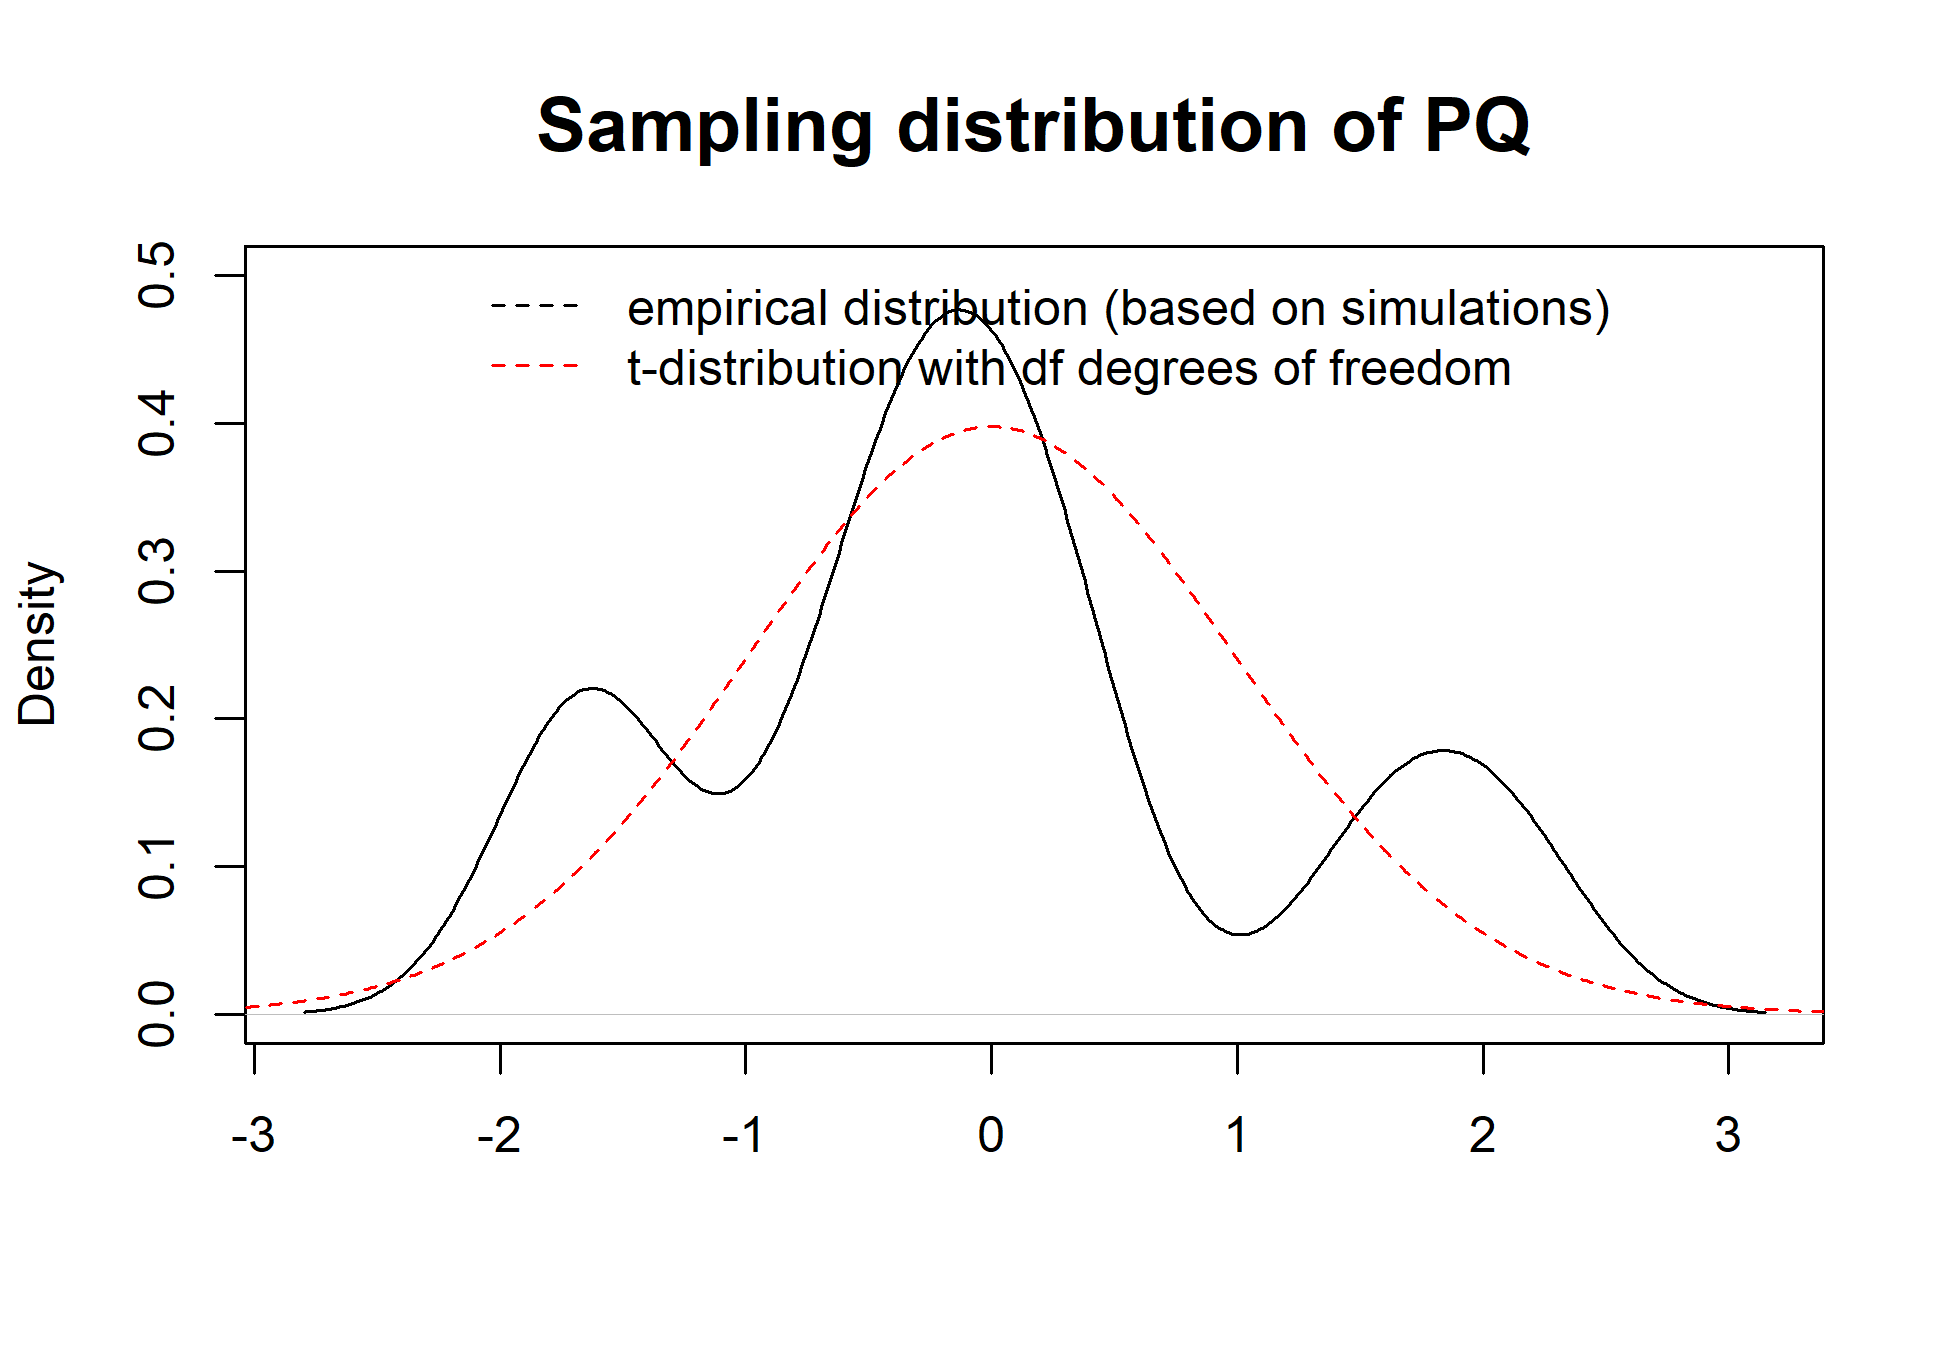 Sampling distribution of PQ
empirical distribution (based on simulations)
t-distribution with df degrees of freedom
Density
0.5
0.4
0.3
0.2
0.1
0.0
-3 -2 -1 0 1 2 3